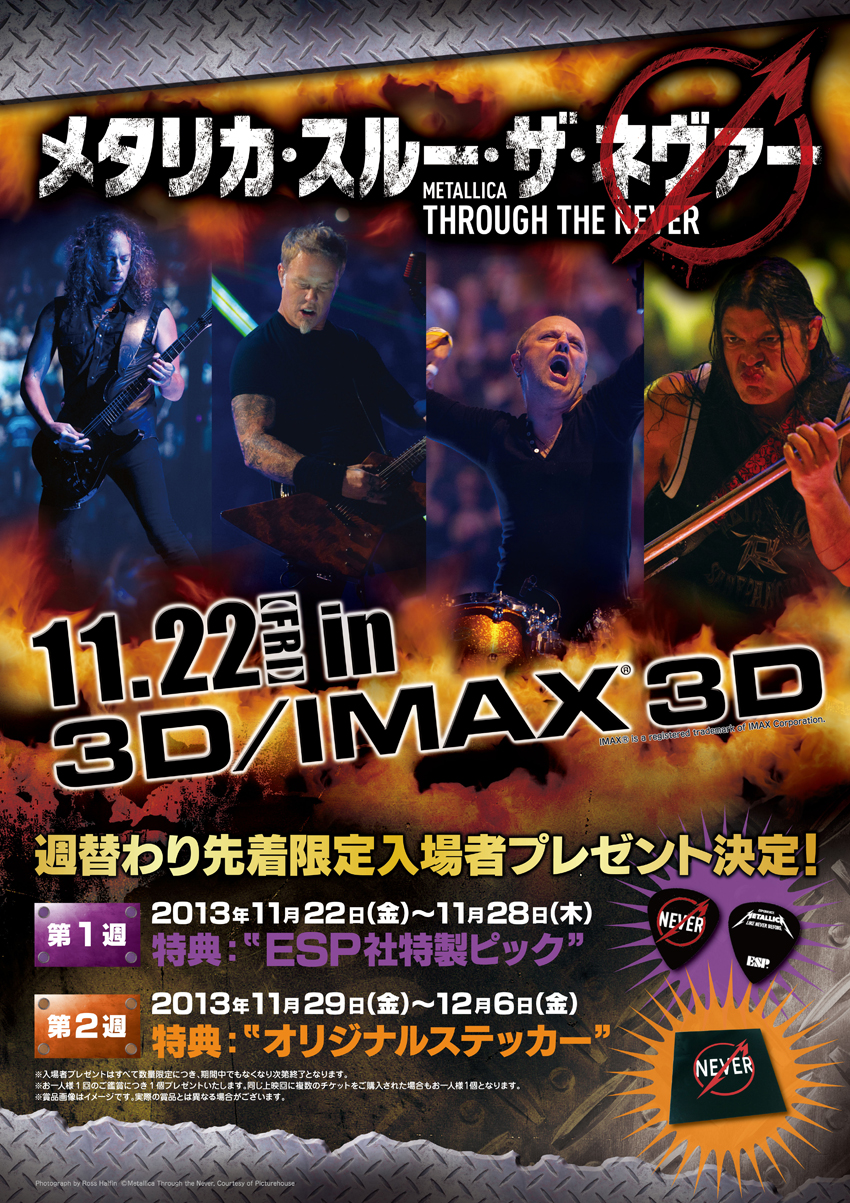 メタリカ・スルー・ザ・ネヴァー
METALLICA
THROUGH THE NEVER
11.22[FRI] in
3D/IMAX® 3D
IMAX® is a registered trademark of IMAX Corporation.
週替わり先着限定入場者プレゼント決定!
第1週
2013年11月22日(金)~11月28日(木)
特典:“ESP社特製ピック”
NEVER
METALLICA
LIKE NEVER BEFORE.
ESP.
第2週
2013年11月29日(金)~12月6日(金)
特典:“オリジナルステッカー”
NEVER
※入場者プレゼントはすべて数量限定につき、期間中でもなくなり次第終了となります。
※お一人様1回のご鑑賞につき1個プレゼントいたします。同じ上映回に複数のチケットをご購入された場合もお一人様1個となります。
※賞品画像はイメージです。実際の賞品とは異なる場合がございます。
Photograph by Ross Halfin ©Metallica Through the Never. Courtesy of Picturehouse